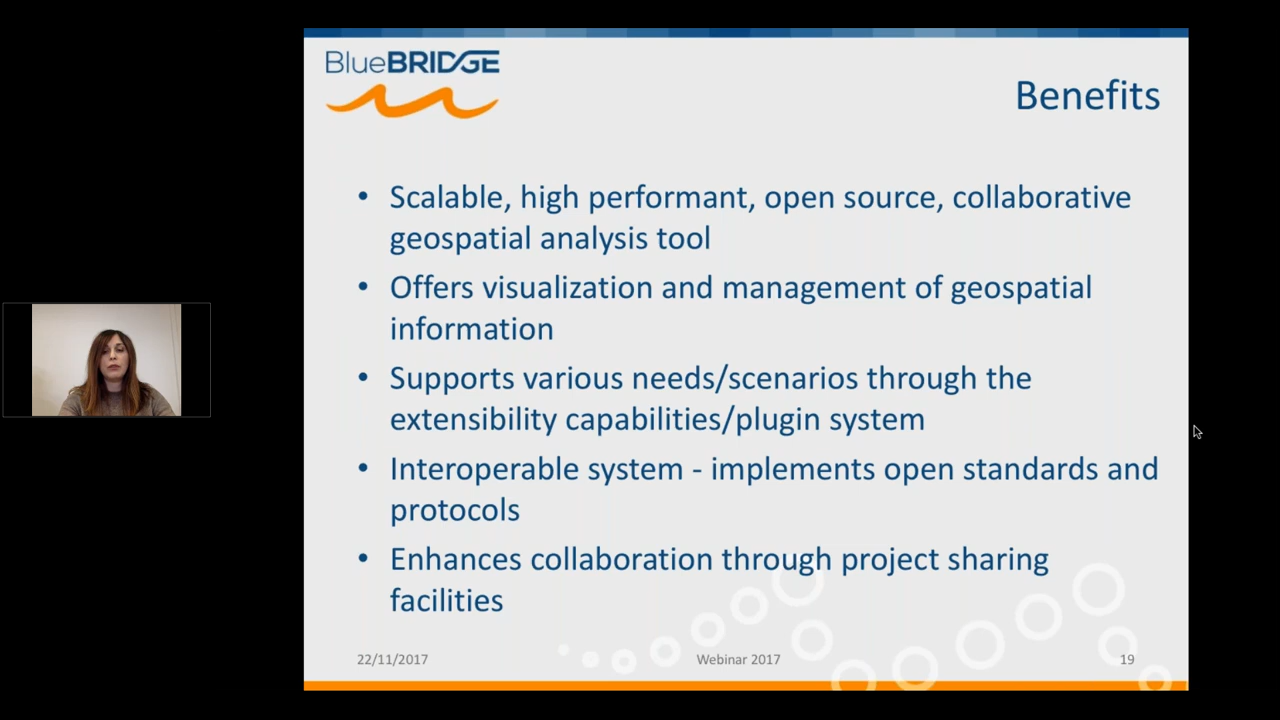 BlueBRIDGE
Benefits
• Scalable, high performant, open source, collaborative
geospatial analysis tool
• Offers visualization and management of geospatial
information
• Supports various needs/scenarios through the
extensibility capabilities/plugin system
• Interoperable system - implements open standards and
protocols
• Enhances collaboration through project sharing
facilities
22/11/2017
Webinar 2017
19